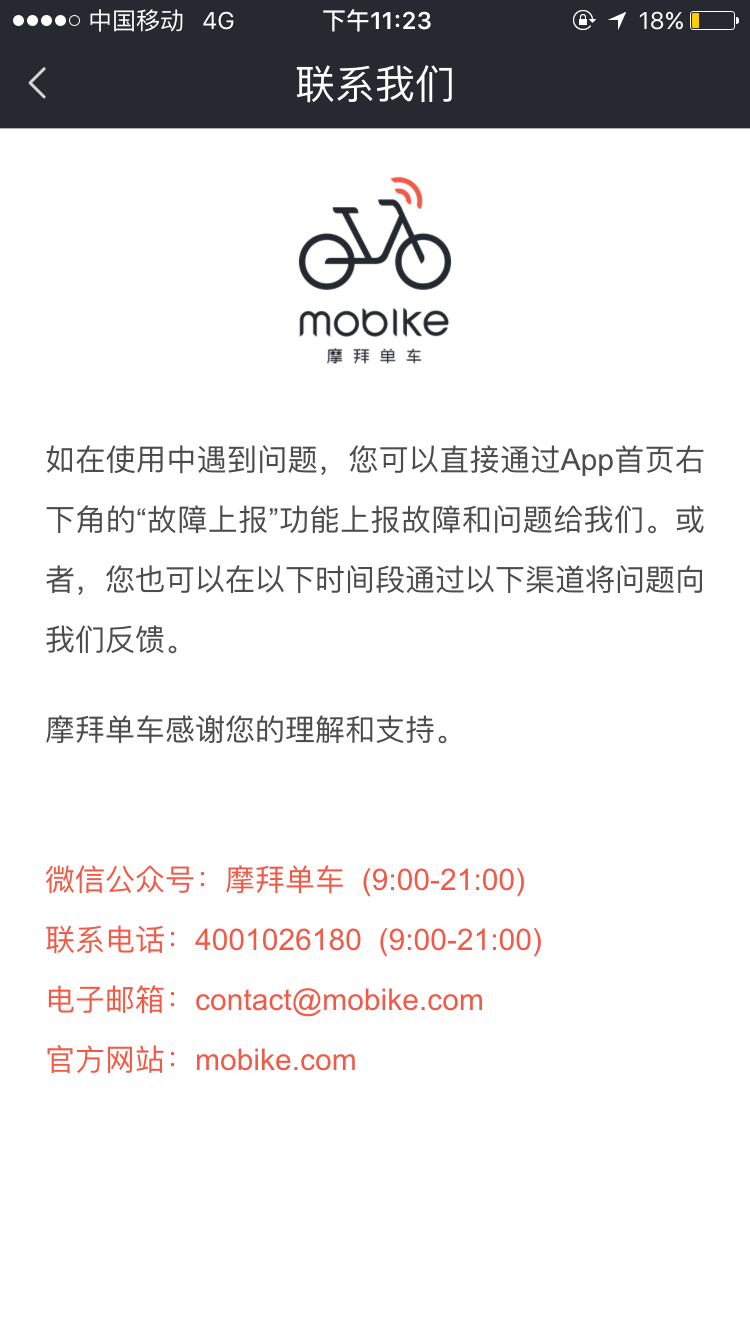 中国移动 4G 下午11:23 18%
联系我们
mobike
摩拜单车
如在使用中遇到问题，您可以直接通过App首页右
下角的“故障上报”功能上报故障和问题给我们。或
者，您也可以在以下时间段通过以下渠道将问题向
我们反馈。
摩拜单车感谢您的理解和支持。
微信公众号：摩拜单车 (9:00-21:00)
联系电话：4001026180 (9:00-21:00)
电子邮箱：contact@mobike.com
官方网站：mobike.com